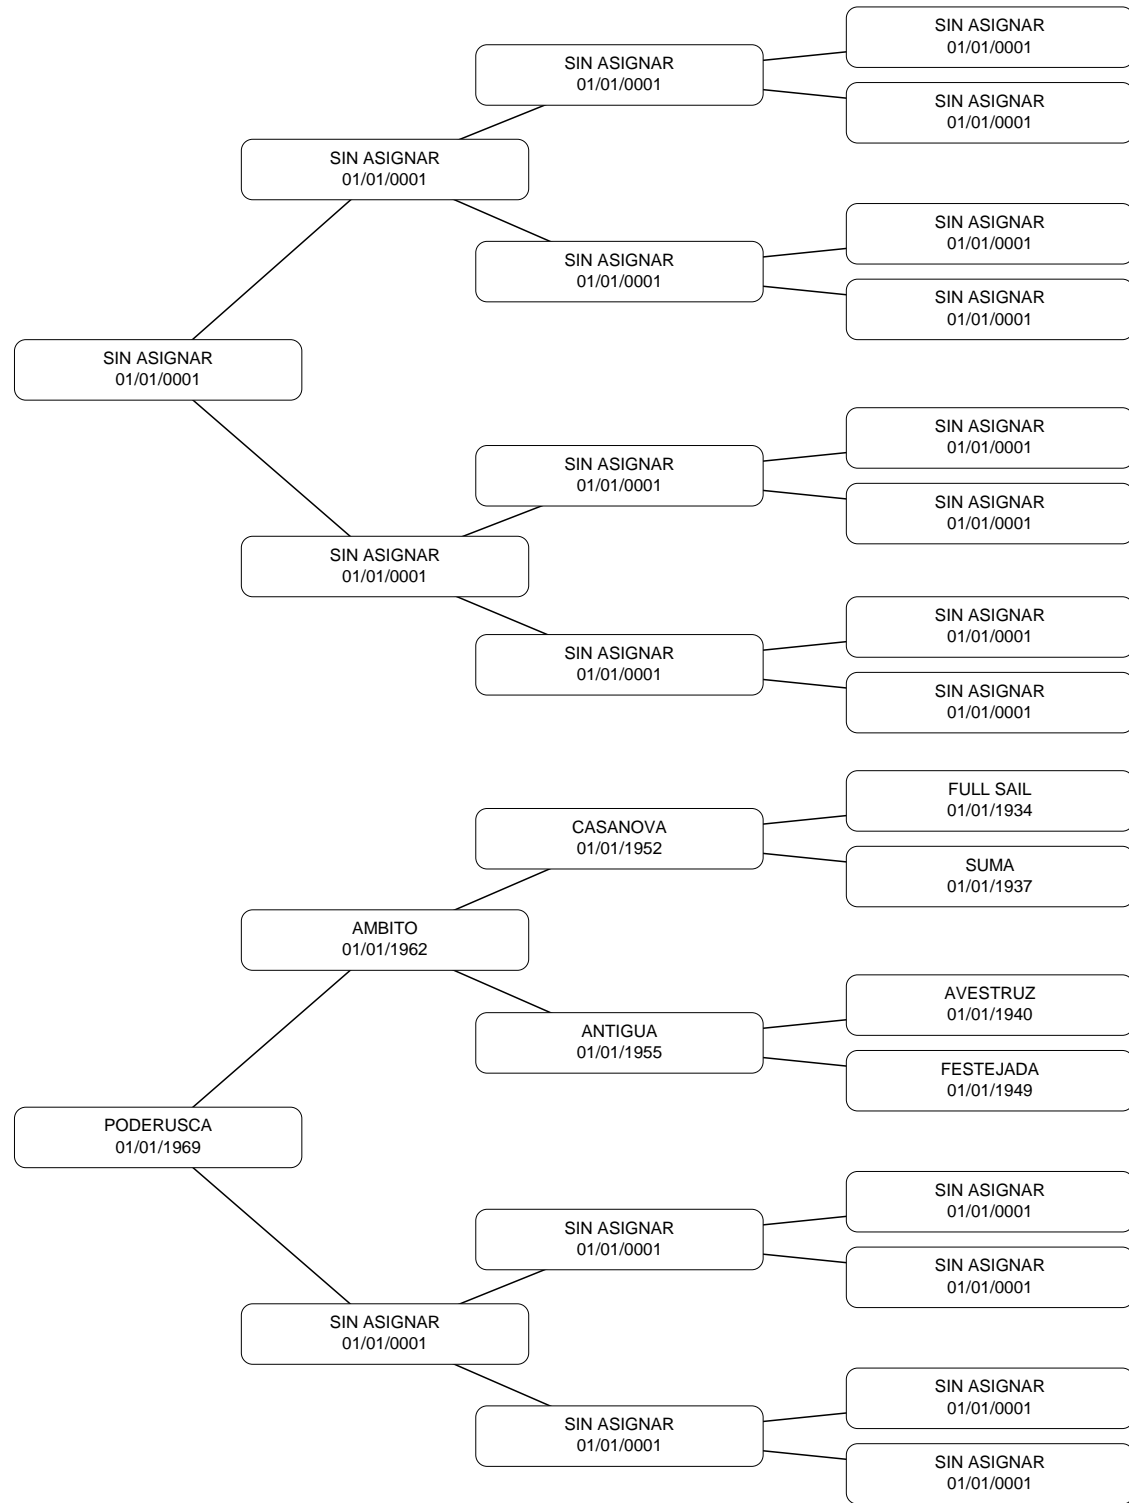 SIN ASIGNAR
01/01/0001
SIN ASIGNAR
01/01/0001
SIN ASIGNAR
01/01/0001
SIN ASIGNAR
01/01/0001
SIN ASIGNAR
01/01/0001
SIN ASIGNAR
01/01/0001
SIN ASIGNAR
01/01/0001
SIN ASIGNAR
01/01/0001
SIN ASIGNAR
01/01/0001
SIN ASIGNAR
01/01/0001
SIN ASIGNAR
01/01/0001
SIN ASIGNAR
01/01/0001
SIN ASIGNAR
01/01/0001
SIN ASIGNAR
01/01/0001
SIN ASIGNAR
01/01/0001
FULL SAIL
01/01/1934
CASANOVA
01/01/1952
SUMA
01/01/1937
AMBITO
01/01/1962
AVESTRUZ
01/01/1940
ANTIGUA
01/01/1955
FESTEJADA
01/01/1949
PODERUSCA
01/01/1969
SIN ASIGNAR
01/01/0001
SIN ASIGNAR
01/01/0001
SIN ASIGNAR
01/01/0001
SIN ASIGNAR
01/01/0001
SIN ASIGNAR
01/01/0001
SIN ASIGNAR
01/01/0001
SIN ASIGNAR
01/01/0001